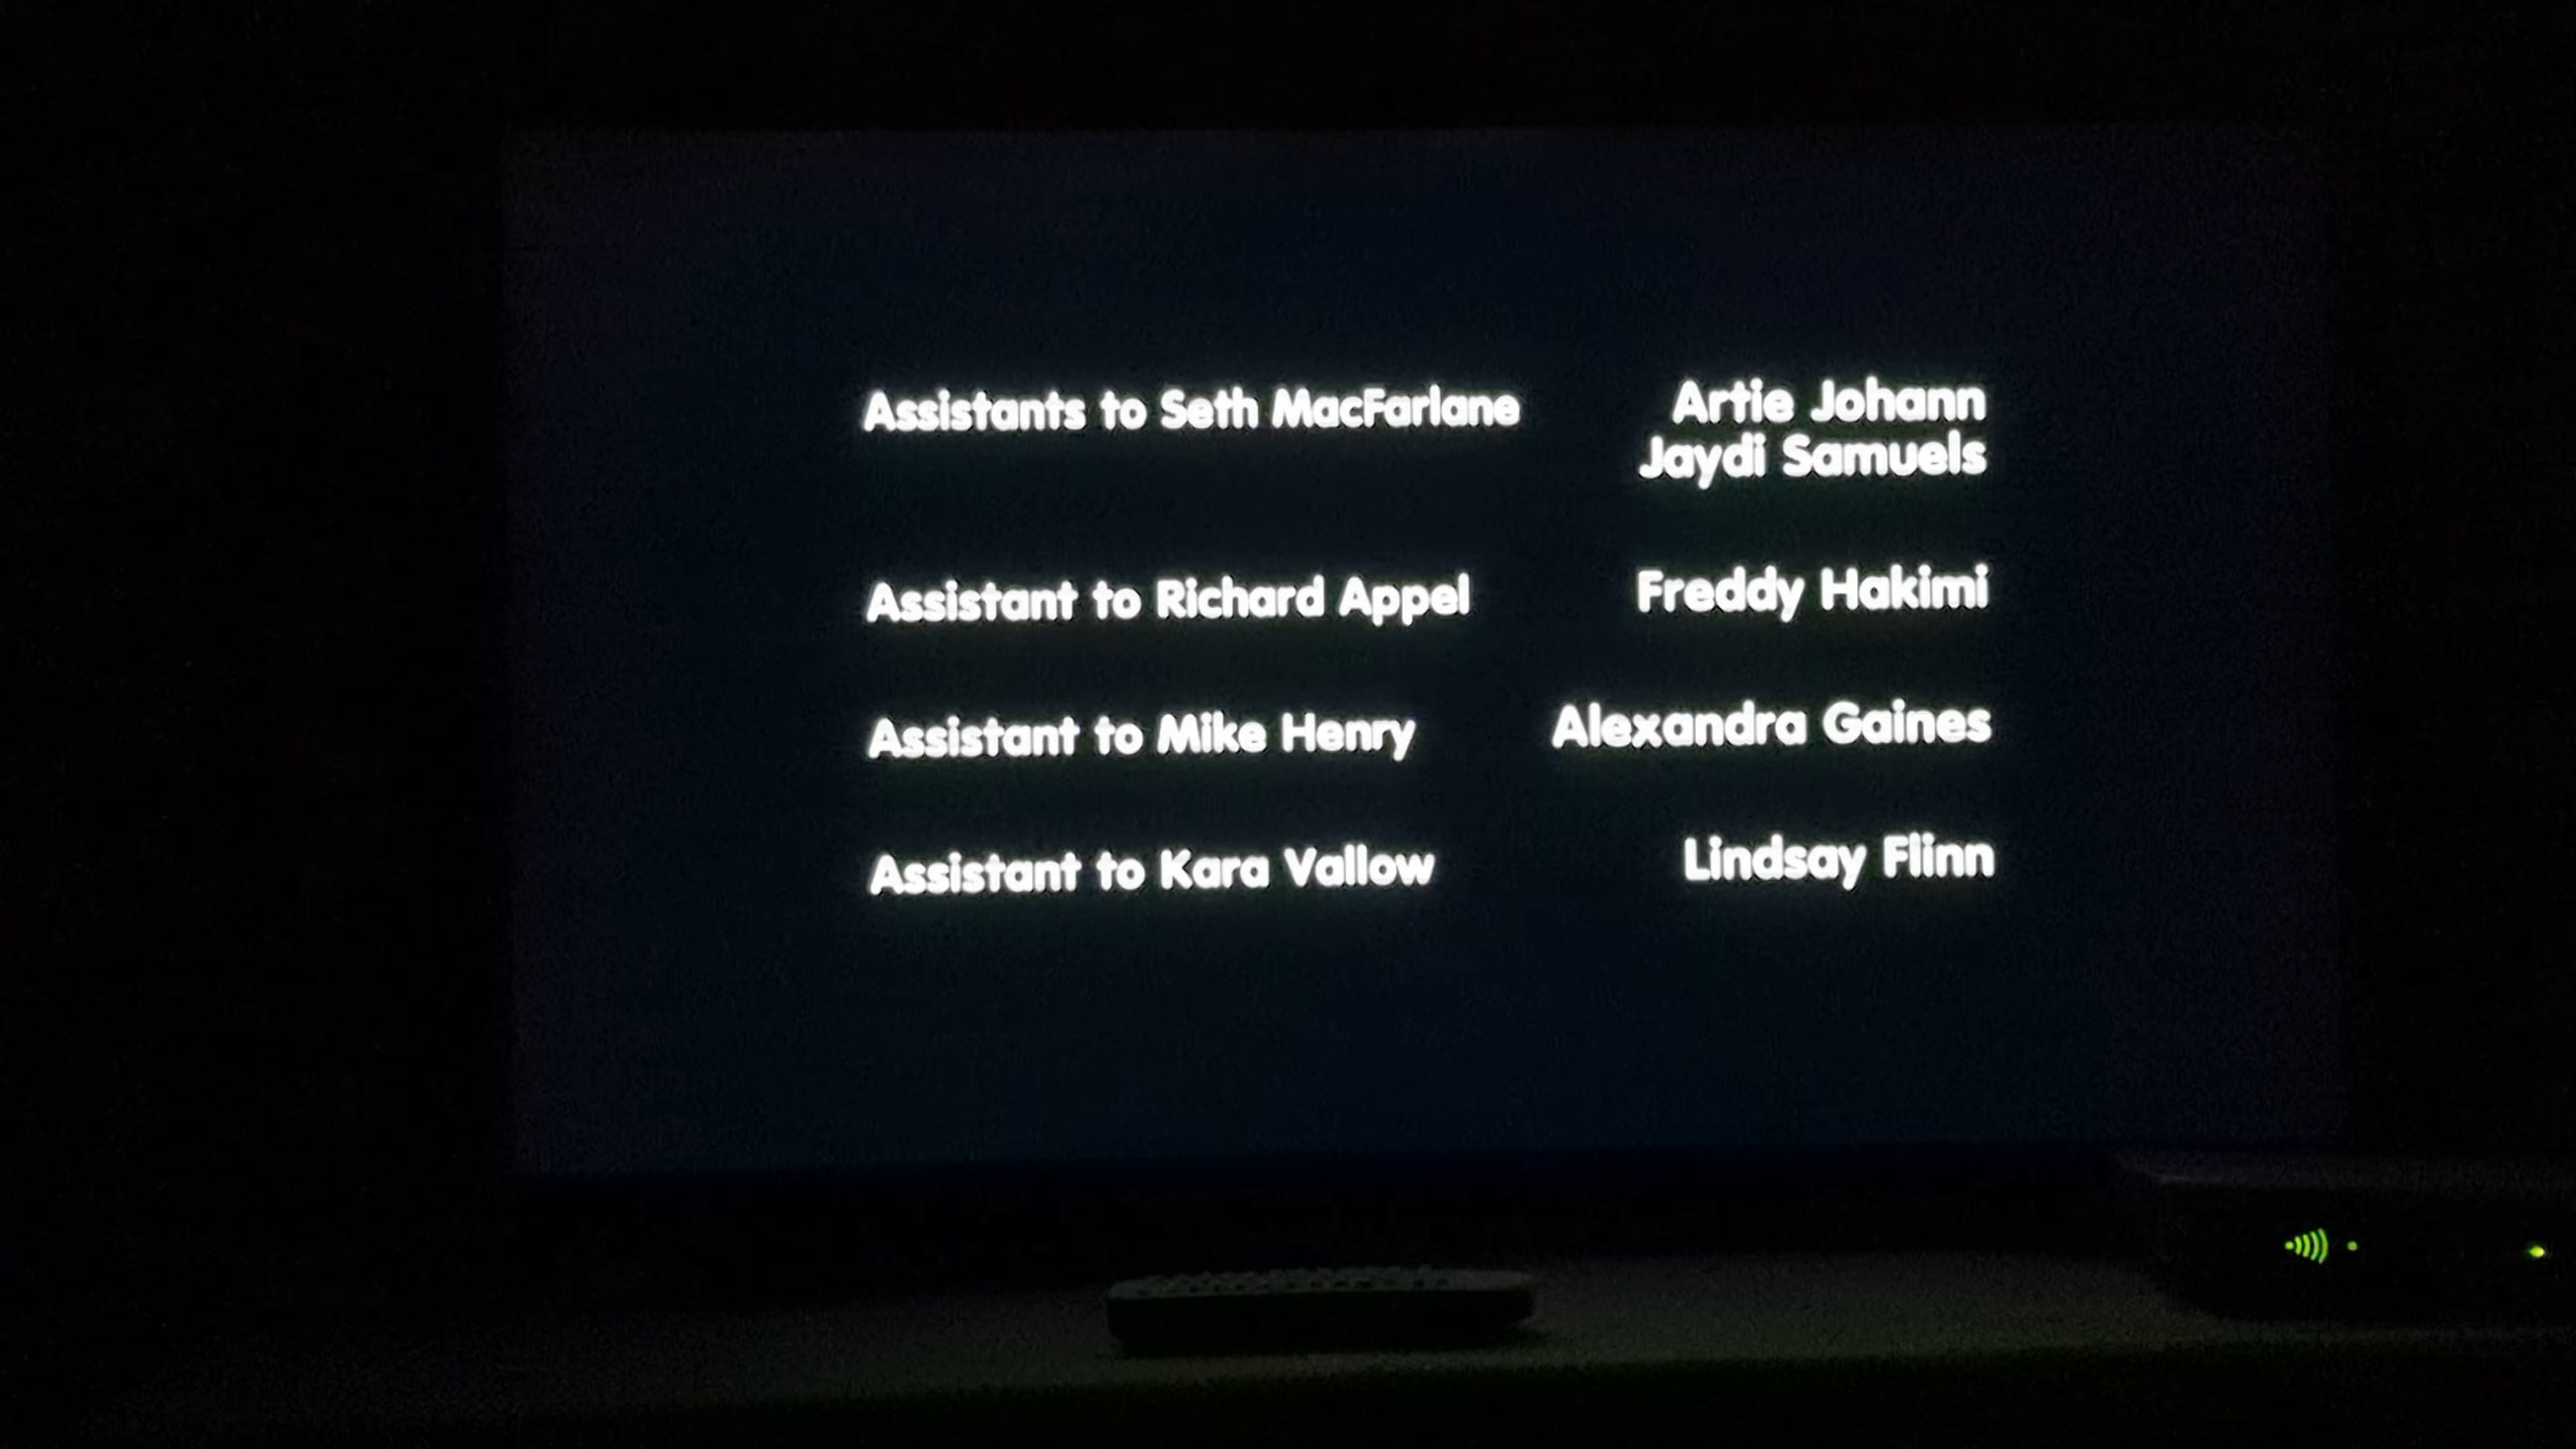 Assistants to Seth MacFarlane Artie Johann
Jaydi Samuels
Assistant to Richard Appel Freddy Hakimi
Assistant to Mike Henry Alexandra Gaines
Assistant to Kara Vallow Lindsay Flinn